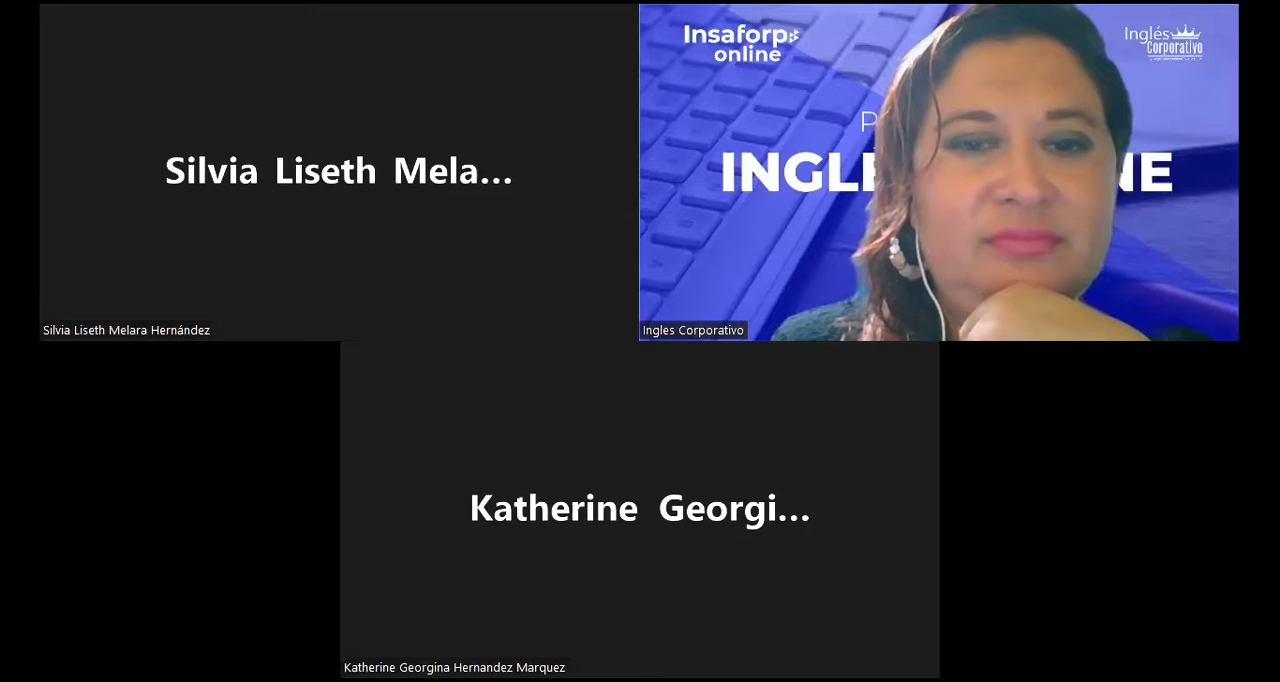 Silvia Liseth Mela...
Silvia Liseth Melara Hernández
Insaforp
online
Inglés
Corporativo
P
INGLÉ NE
Ingles Corporativo
Katherine Georgi...
Katherine Georgina Hernandez Marquez